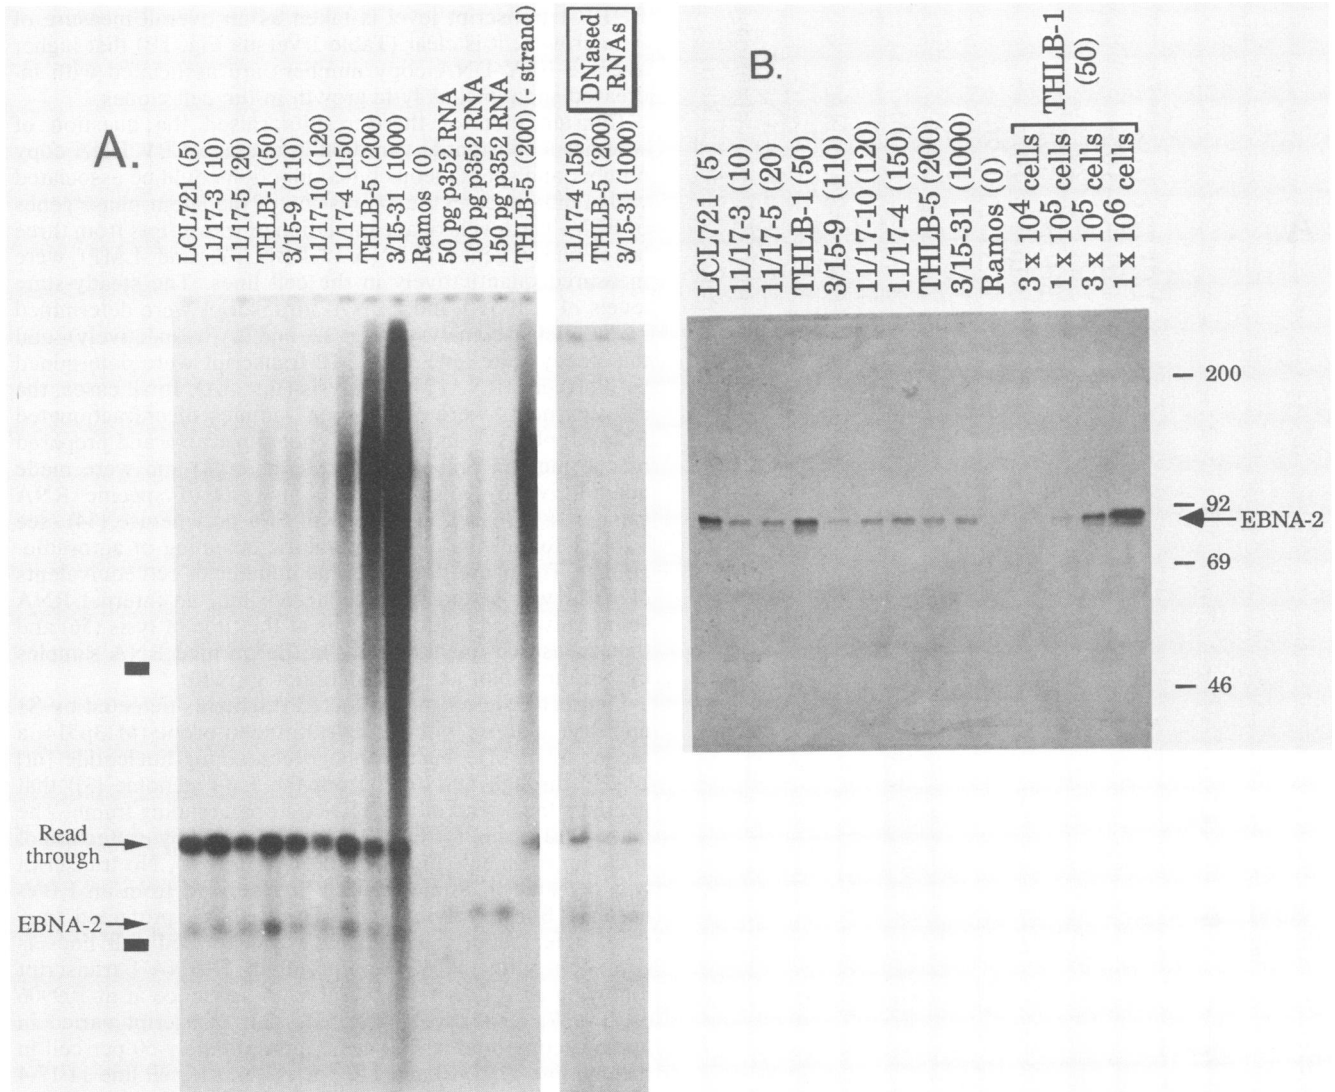 A.
LCL721 (5)
11/17-3 (10)
11/17-5 (20)
THLB-1 (50)
3/15-9 (110)
11/17-10 (120)
11/17-4 (150)
THLB-5 (200)
3/15-31 (1000)
Ramos (0)
50 pg p352 RNA
100 pg p352 RNA
150 pg p352 RNA
THLB-5 (200)(- strand)
DNased
RNAs
11/17-4 (150)
THLB-5 (200)
3/15-31 (1000)
Read
through
EBNA-2
B.
LCL721 (5)
11/17-3 (10)
11/17-5 (20)
THLB-1 (50)
3/15-9 (110)
11/17-10 (120)
11/17-4 (150)
THLB-5 (200)
3/15-31 (1000)
Ramos (0)
3 x 10⁴ cells
1 x 10⁵ cells
3 x 10⁵ cells
1 x 10⁶ cells
THLB-1
(50)
200
92
EBNA-2
69
46